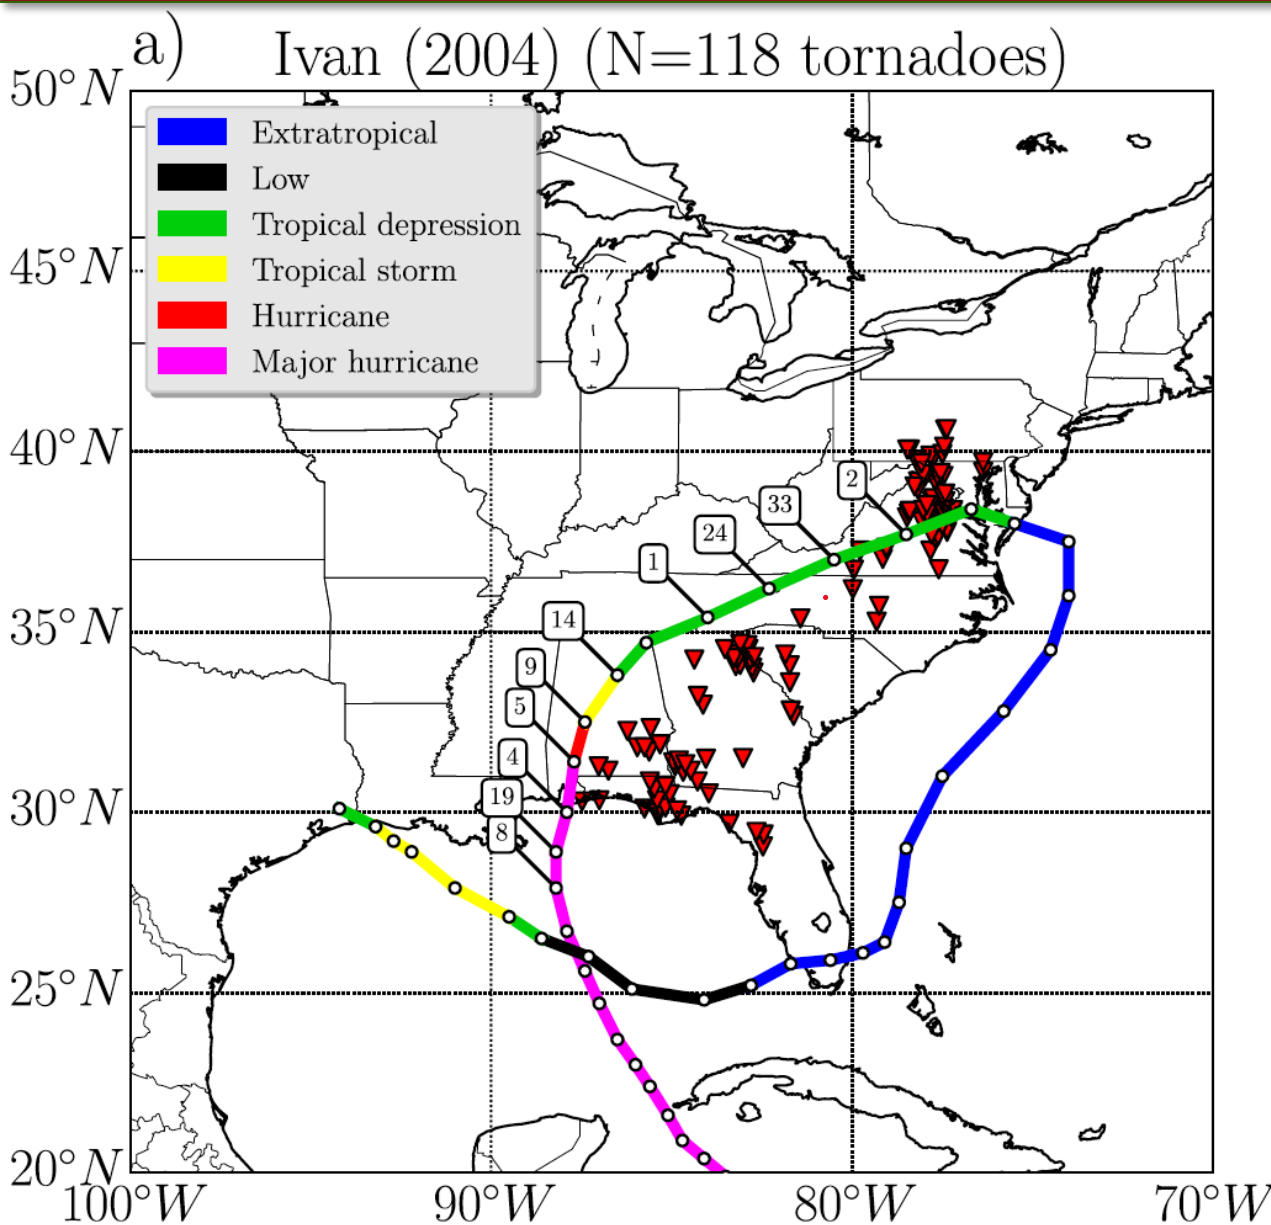 a)
Ivan (2004) (N=118 tornadoes)
50°N
Extratropical
Low
Tropical depression
Tropical storm
Hurricane
Major hurricane
45°N
40°N
2
33
24
1
35°N
14
9
5
4
30°N
19
8
25°N
20°N
100°W
90°W
80°W
70°W